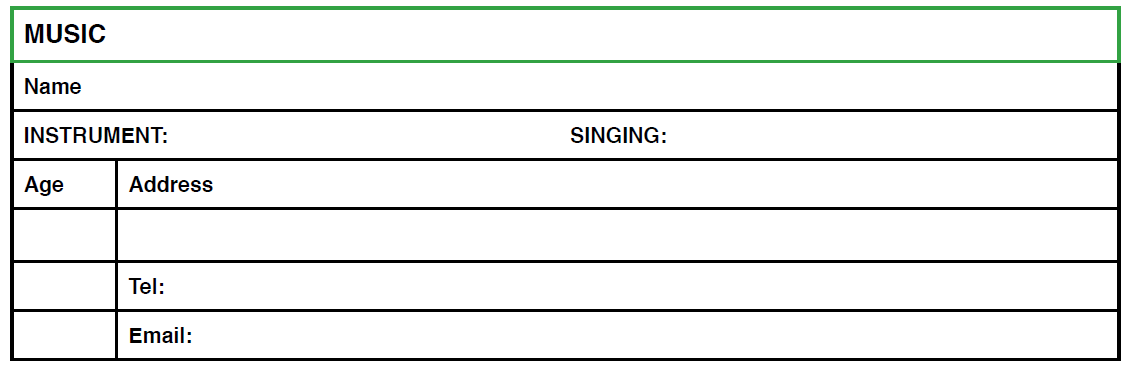 MUSIC
Name
INSTRUMENT: SINGING:
Age Address
Tel:
Email: